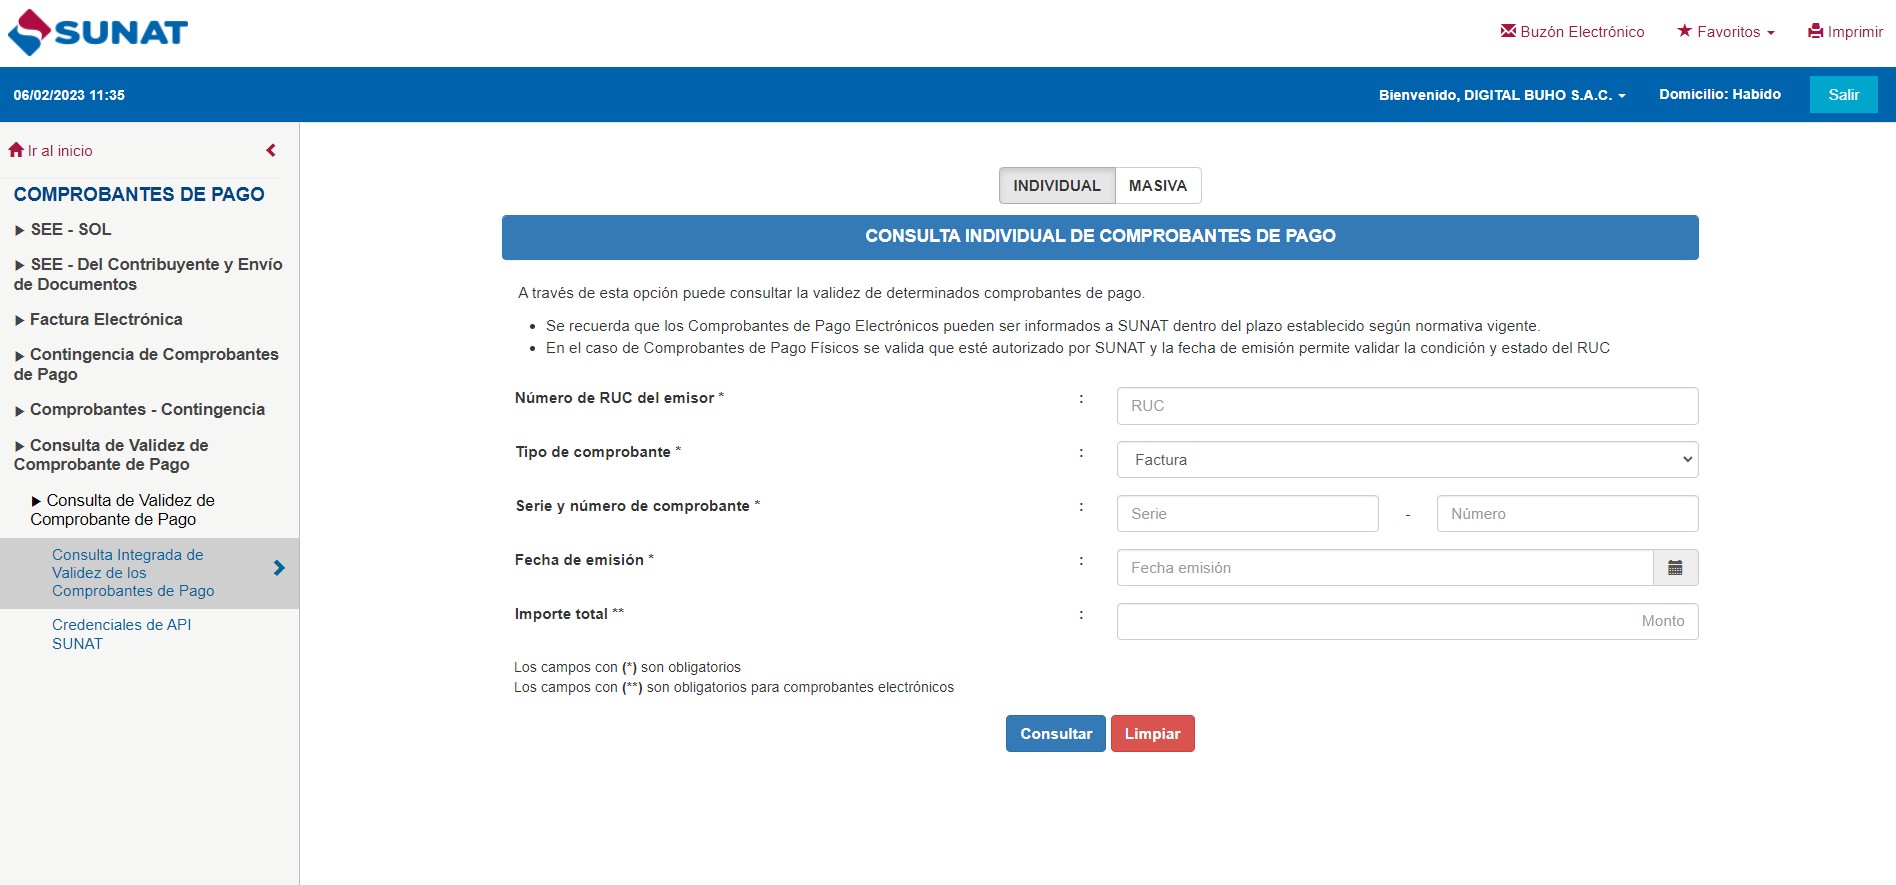 SUNAT
Buzón Electrónico
Favoritos
Imprimir
06/02/2023 11:35
Bienvenido, DIGITAL BUHO S.A.C.
Domicilio: Habido
Salir
Ir al inicio
COMPROBANTES DE PAGO
SEE - SOL
SEE - Del Contribuyente y Envío
de Documentos
Factura Electrónica
Contingencia de Comprobantes
de Pago
Comprobantes - Contingencia
Consulta de Validez de
Comprobante de Pago
Consulta de Validez de
Comprobante de Pago
Consulta Integrada de
Validez de los
Comprobantes de Pago
Credenciales de API
SUNAT
INDIVIDUAL
MASIVA
CONSULTA INDIVIDUAL DE COMPROBANTES DE PAGO
A través de esta opción puede consultar la validez de determinados comprobantes de pago.
• Se recuerda que los Comprobantes de Pago Electrónicos pueden ser informados a SUNAT dentro del plazo establecido según normativa vigente.
• En el caso de Comprobantes de Pago Físicos se valida que esté autorizado por SUNAT y la fecha de emisión permite validar la condición y estado del RUC
Número de RUC del emisor * : RUC
Tipo de comprobante * : Factura
Serie y número de comprobante * : Serie - Número
Fecha de emisión * : Fecha emisión
Importe total ** : Monto
Los campos con (*) son obligatorios
Los campos con (**) son obligatorios para comprobantes electrónicos
Consultar
Limpiar